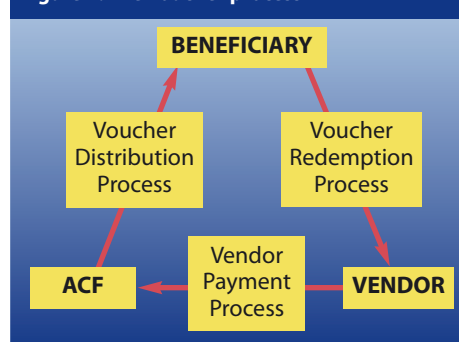 BENEFICIARY
Voucher
Distribution
Process
Voucher
Redemption
Process
ACF
Vendor
Payment
Process
VENDOR